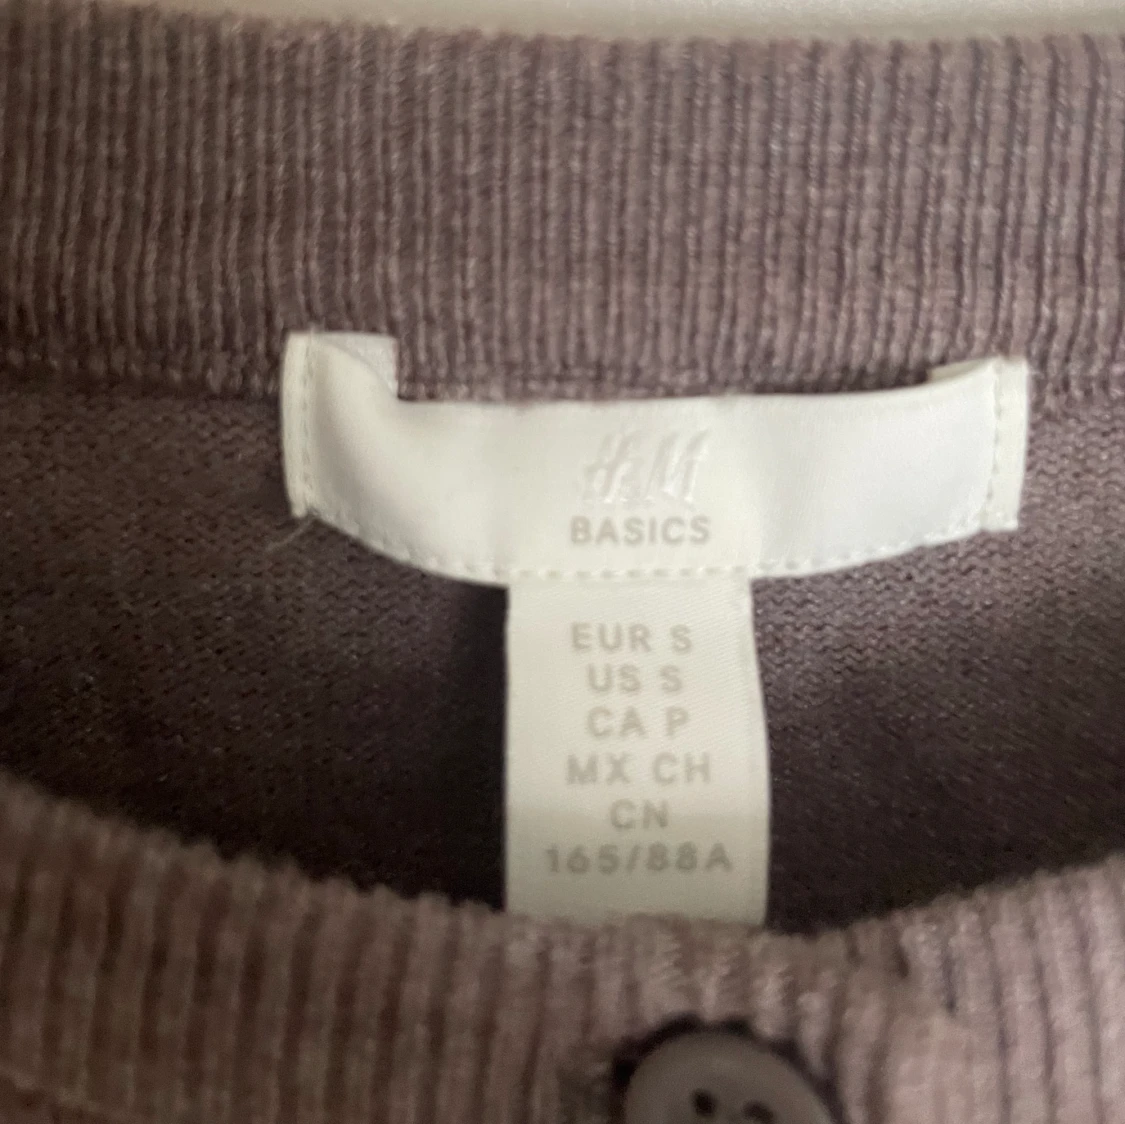 H&M
BASICS
EUR S
US S
CA P
MX CH
CN
165/88A